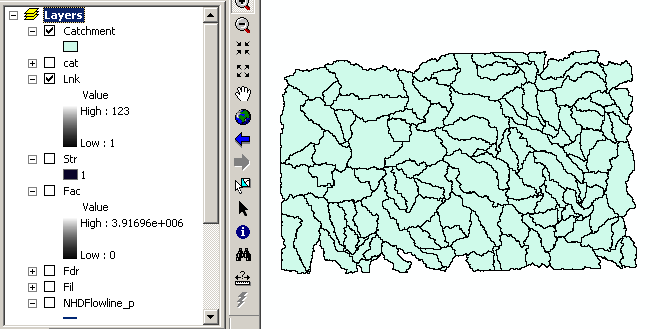 Layers
Catchment
cat
Lnk
Value
High : 123
Low : 1
Str
1
Fac
Value
High : 3.91696e+006
Low : 0
Fdr
Fil
NHDFlowline_p